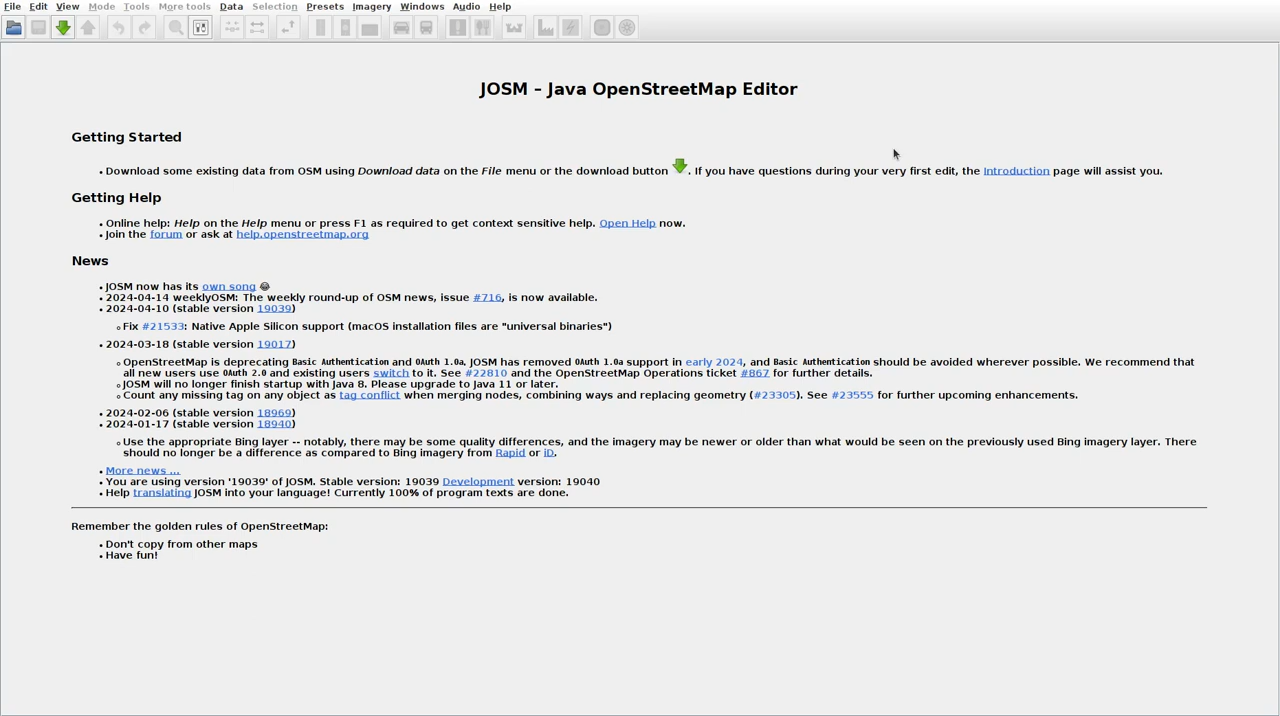 File Edit View Mode Tools More tools Data Selection Presets Imagery Windows Audio Help
JOSM – Java OpenStreetMap Editor
Getting Started
Download some existing data from OSM using Download data on the File menu or the download button . If you have questions during your very first edit, the Introduction page will assist you.
Getting Help
Online help: Help on the Help menu or press F1 as required to get context sensitive help. Open Help now.
Join the forum or ask at help.openstreetmap.org
News
JOSM now has its own song 😂
2024-04-14 weeklyOSM: The weekly round-up of OSM news, issue #716, is now available.
2024-04-10 (stable version 19039)
Fix #21533: Native Apple Silicon support (macOS installation files are "universal binaries")
2024-03-18 (stable version 19017)
OpenStreetMap is deprecating Basic Authentication and OAuth 1.0a. JOSM has removed OAuth 1.0a support in early 2024, and Basic Authentication should be avoided wherever possible. We recommend that
all new users use OAuth 2.0 and existing users switch to it. See #22810 and the OpenStreetMap Operations ticket #867 for further details.
JOSM will no longer finish startup with Java 8. Please upgrade to Java 11 or later.
Count any missing tag on any object as tag conflict when merging nodes, combining ways and replacing geometry (#23305). See #23555 for further upcoming enhancements.
2024-02-06 (stable version 18969)
2024-01-17 (stable version 18940)
Use the appropriate Bing layer -- notably, there may be some quality differences, and the imagery may be newer or older than what would be seen on the previously used Bing imagery layer. There
should no longer be a difference as compared to Bing imagery from Rapid or iD.
More news ...
You are using version '19039' of JOSM. Stable version: 19039 Development version: 19040
Help translating JOSM into your language! Currently 100% of program texts are done.
Remember the golden rules of OpenStreetMap:
Don't copy from other maps
Have fun!